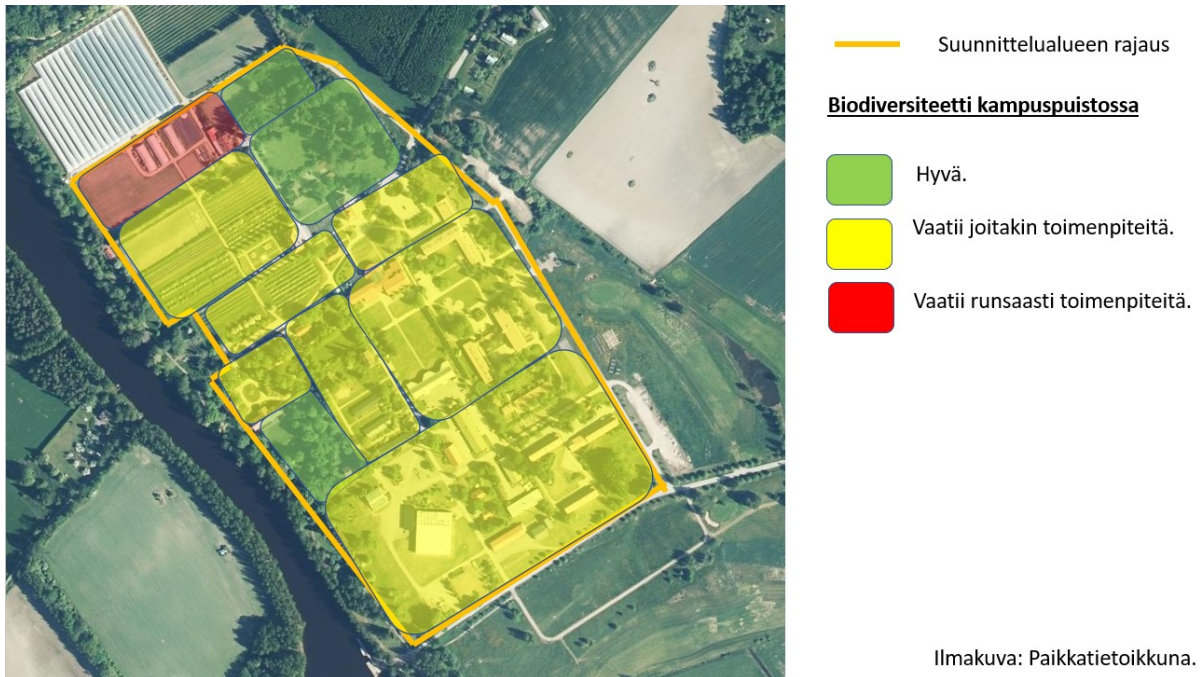 Suunnittelualueen rajaus
Biodiversiteetti kampuspuistossa
Hyvä.
Vaatii joitakin toimenpiteitä.
Vaatii runsaasti toimenpiteitä.
Ilmakuva: Paikkatietoikkuna.